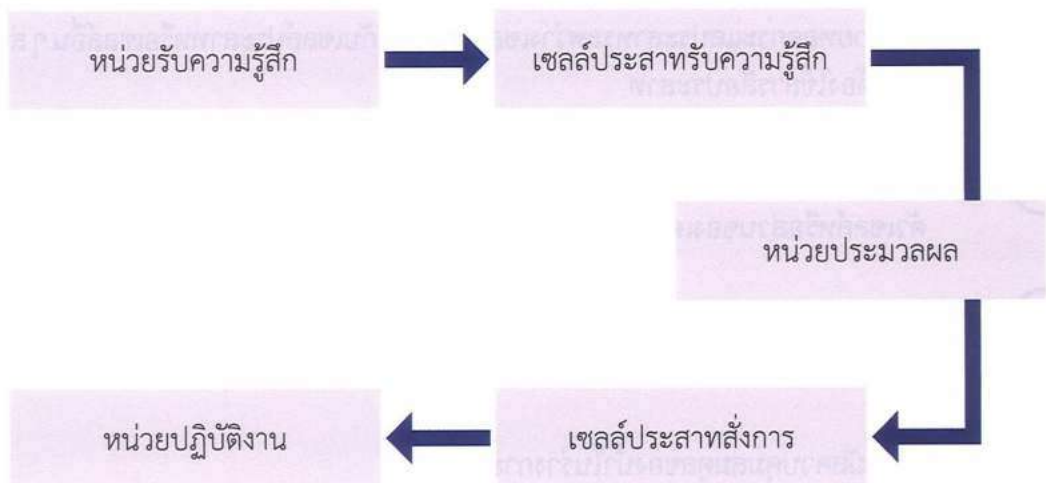 หน่วยรับความรู้สึก
เซลล์ประสาทรับความรู้สึก
หน่วยประมวลผล
เซลล์ประสาทสั่งการ
หน่วยปฏิบัติงาน